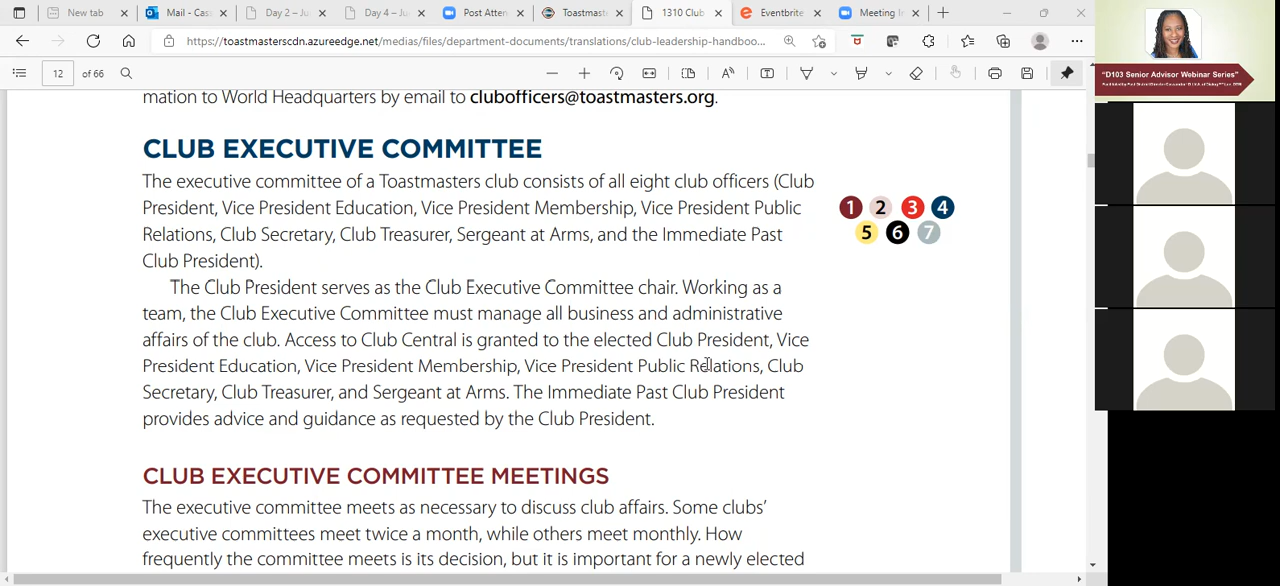 New tab
Mail - Cas
Day 2 – Ju
Day 4 – Ju
Post Atten
Toastmast
1310 Club
Eventbrite
Meeting In
https://toastmasterscdn.azureedge.net/medias/files/department-documents/translations/club-leadership-handboo...
12 of 66
mation to World Headquarters by email to clubofficers@toastmasters.org.
CLUB EXECUTIVE COMMITTEE
The executive committee of a Toastmasters club consists of all eight club officers (Club
President, Vice President Education, Vice President Membership, Vice President Public
Relations, Club Secretary, Club Treasurer, Sergeant at Arms, and the Immediate Past
Club President).
1 2 3 4
5 6 7
The Club President serves as the Club Executive Committee chair. Working as a
team, the Club Executive Committee must manage all business and administrative
affairs of the club. Access to Club Central is granted to the elected Club President, Vice
President Education, Vice President Membership, Vice President Public Relations, Club
Secretary, Club Treasurer, and Sergeant at Arms. The Immediate Past Club President
provides advice and guidance as requested by the Club President.
CLUB EXECUTIVE COMMITTEE MEETINGS
The executive committee meets as necessary to discuss club affairs. Some clubs'
executive committees meet twice a month, while others meet monthly. How
frequently the committee meets is its decision, but it is important for a newly elected
"D103 Senior Advisor Webinar Series"